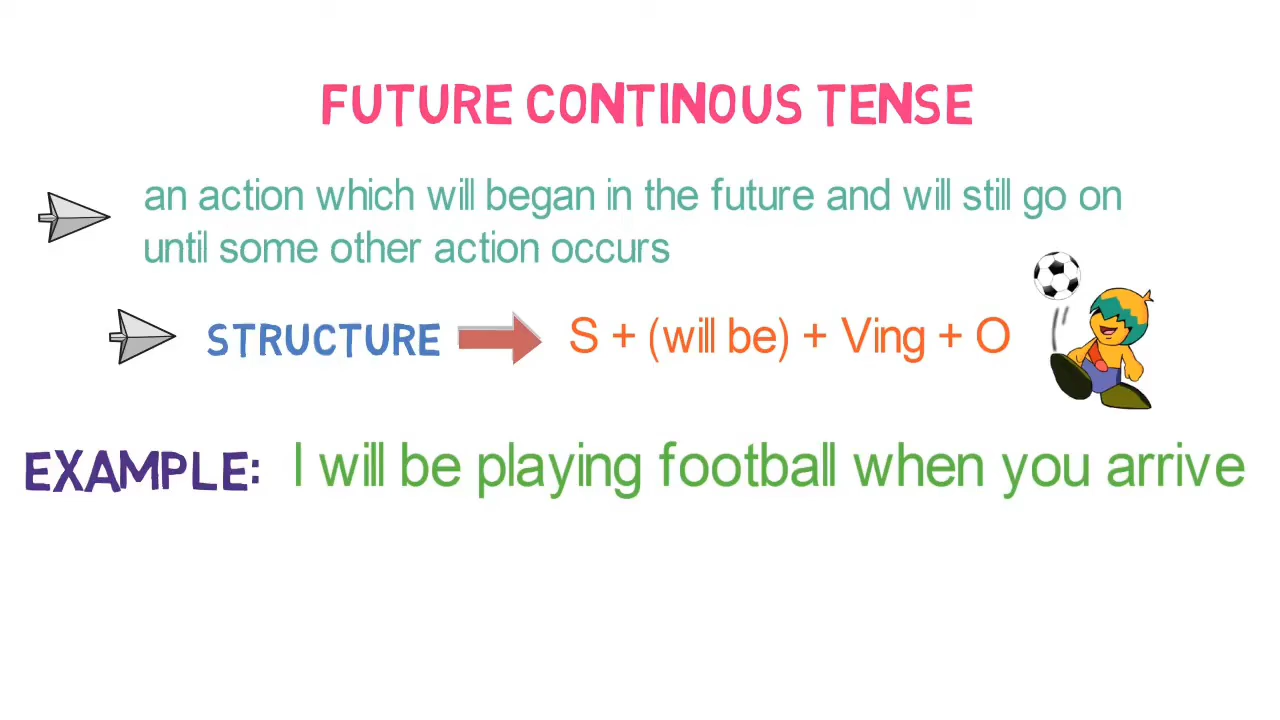 FUTURE CONTINOUS TENSE
an action which will began in the future and will still go on
until some other action occurs
STRUCTURE S + (will be) + Ving + O
EXAMPLE: I will be playing football when you arrive